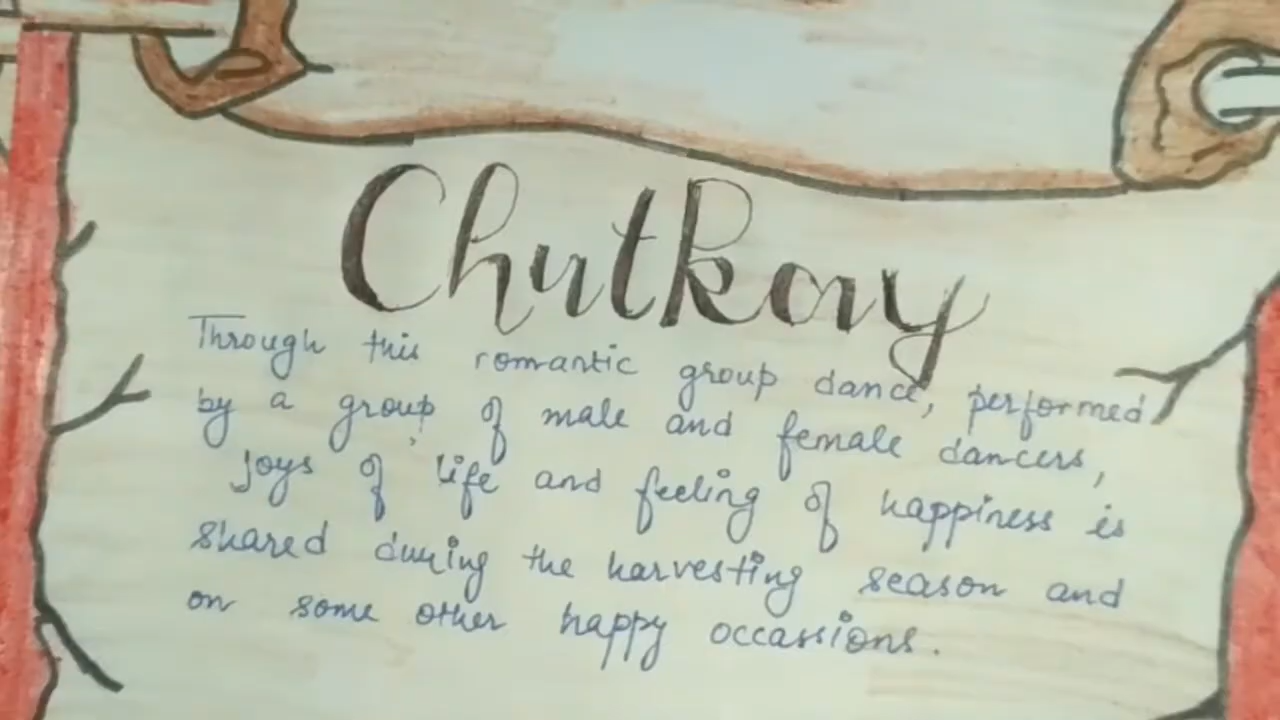 Chutkay
Through this romantic group dance, performed
by a group of male and female dancers,
joys of life and feeling of happiness is
shared during the harvesting season and
on some other happy occassions.